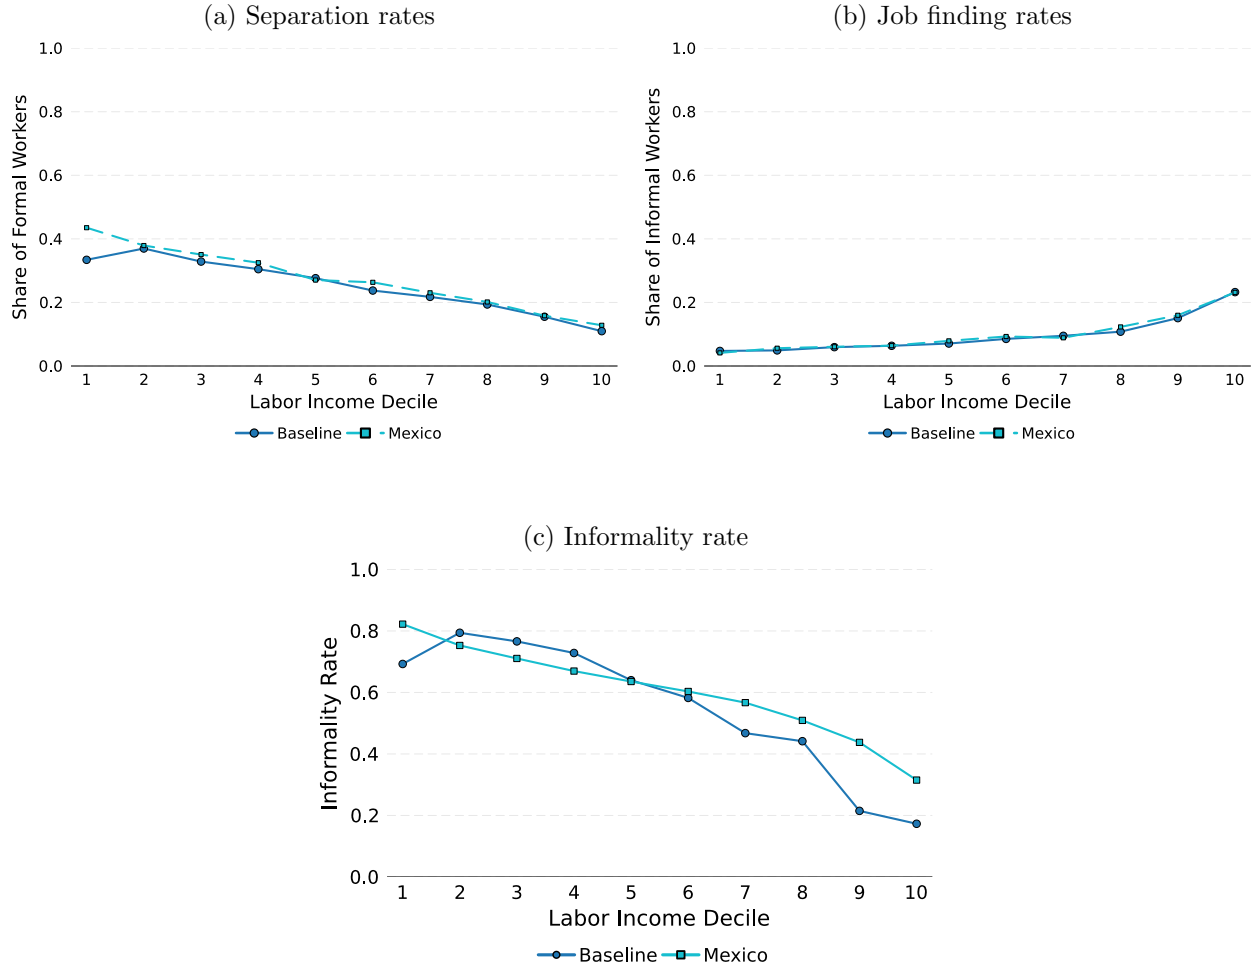 (a) Separation rates
Share of Formal Workers
1.0
0.8
0.6
0.4
0.2
0.0
1 2 3 4 5 6 7 8 9 10
Labor Income Decile
Baseline Mexico
(b) Job finding rates
Share of Informal Workers
1.0
0.8
0.6
0.4
0.2
0.0
1 2 3 4 5 6 7 8 9 10
Labor Income Decile
Baseline Mexico
(c) Informality rate
Informality Rate
1.0
0.8
0.6
0.4
0.2
0.0
1 2 3 4 5 6 7 8 9 10
Labor Income Decile
Baseline Mexico